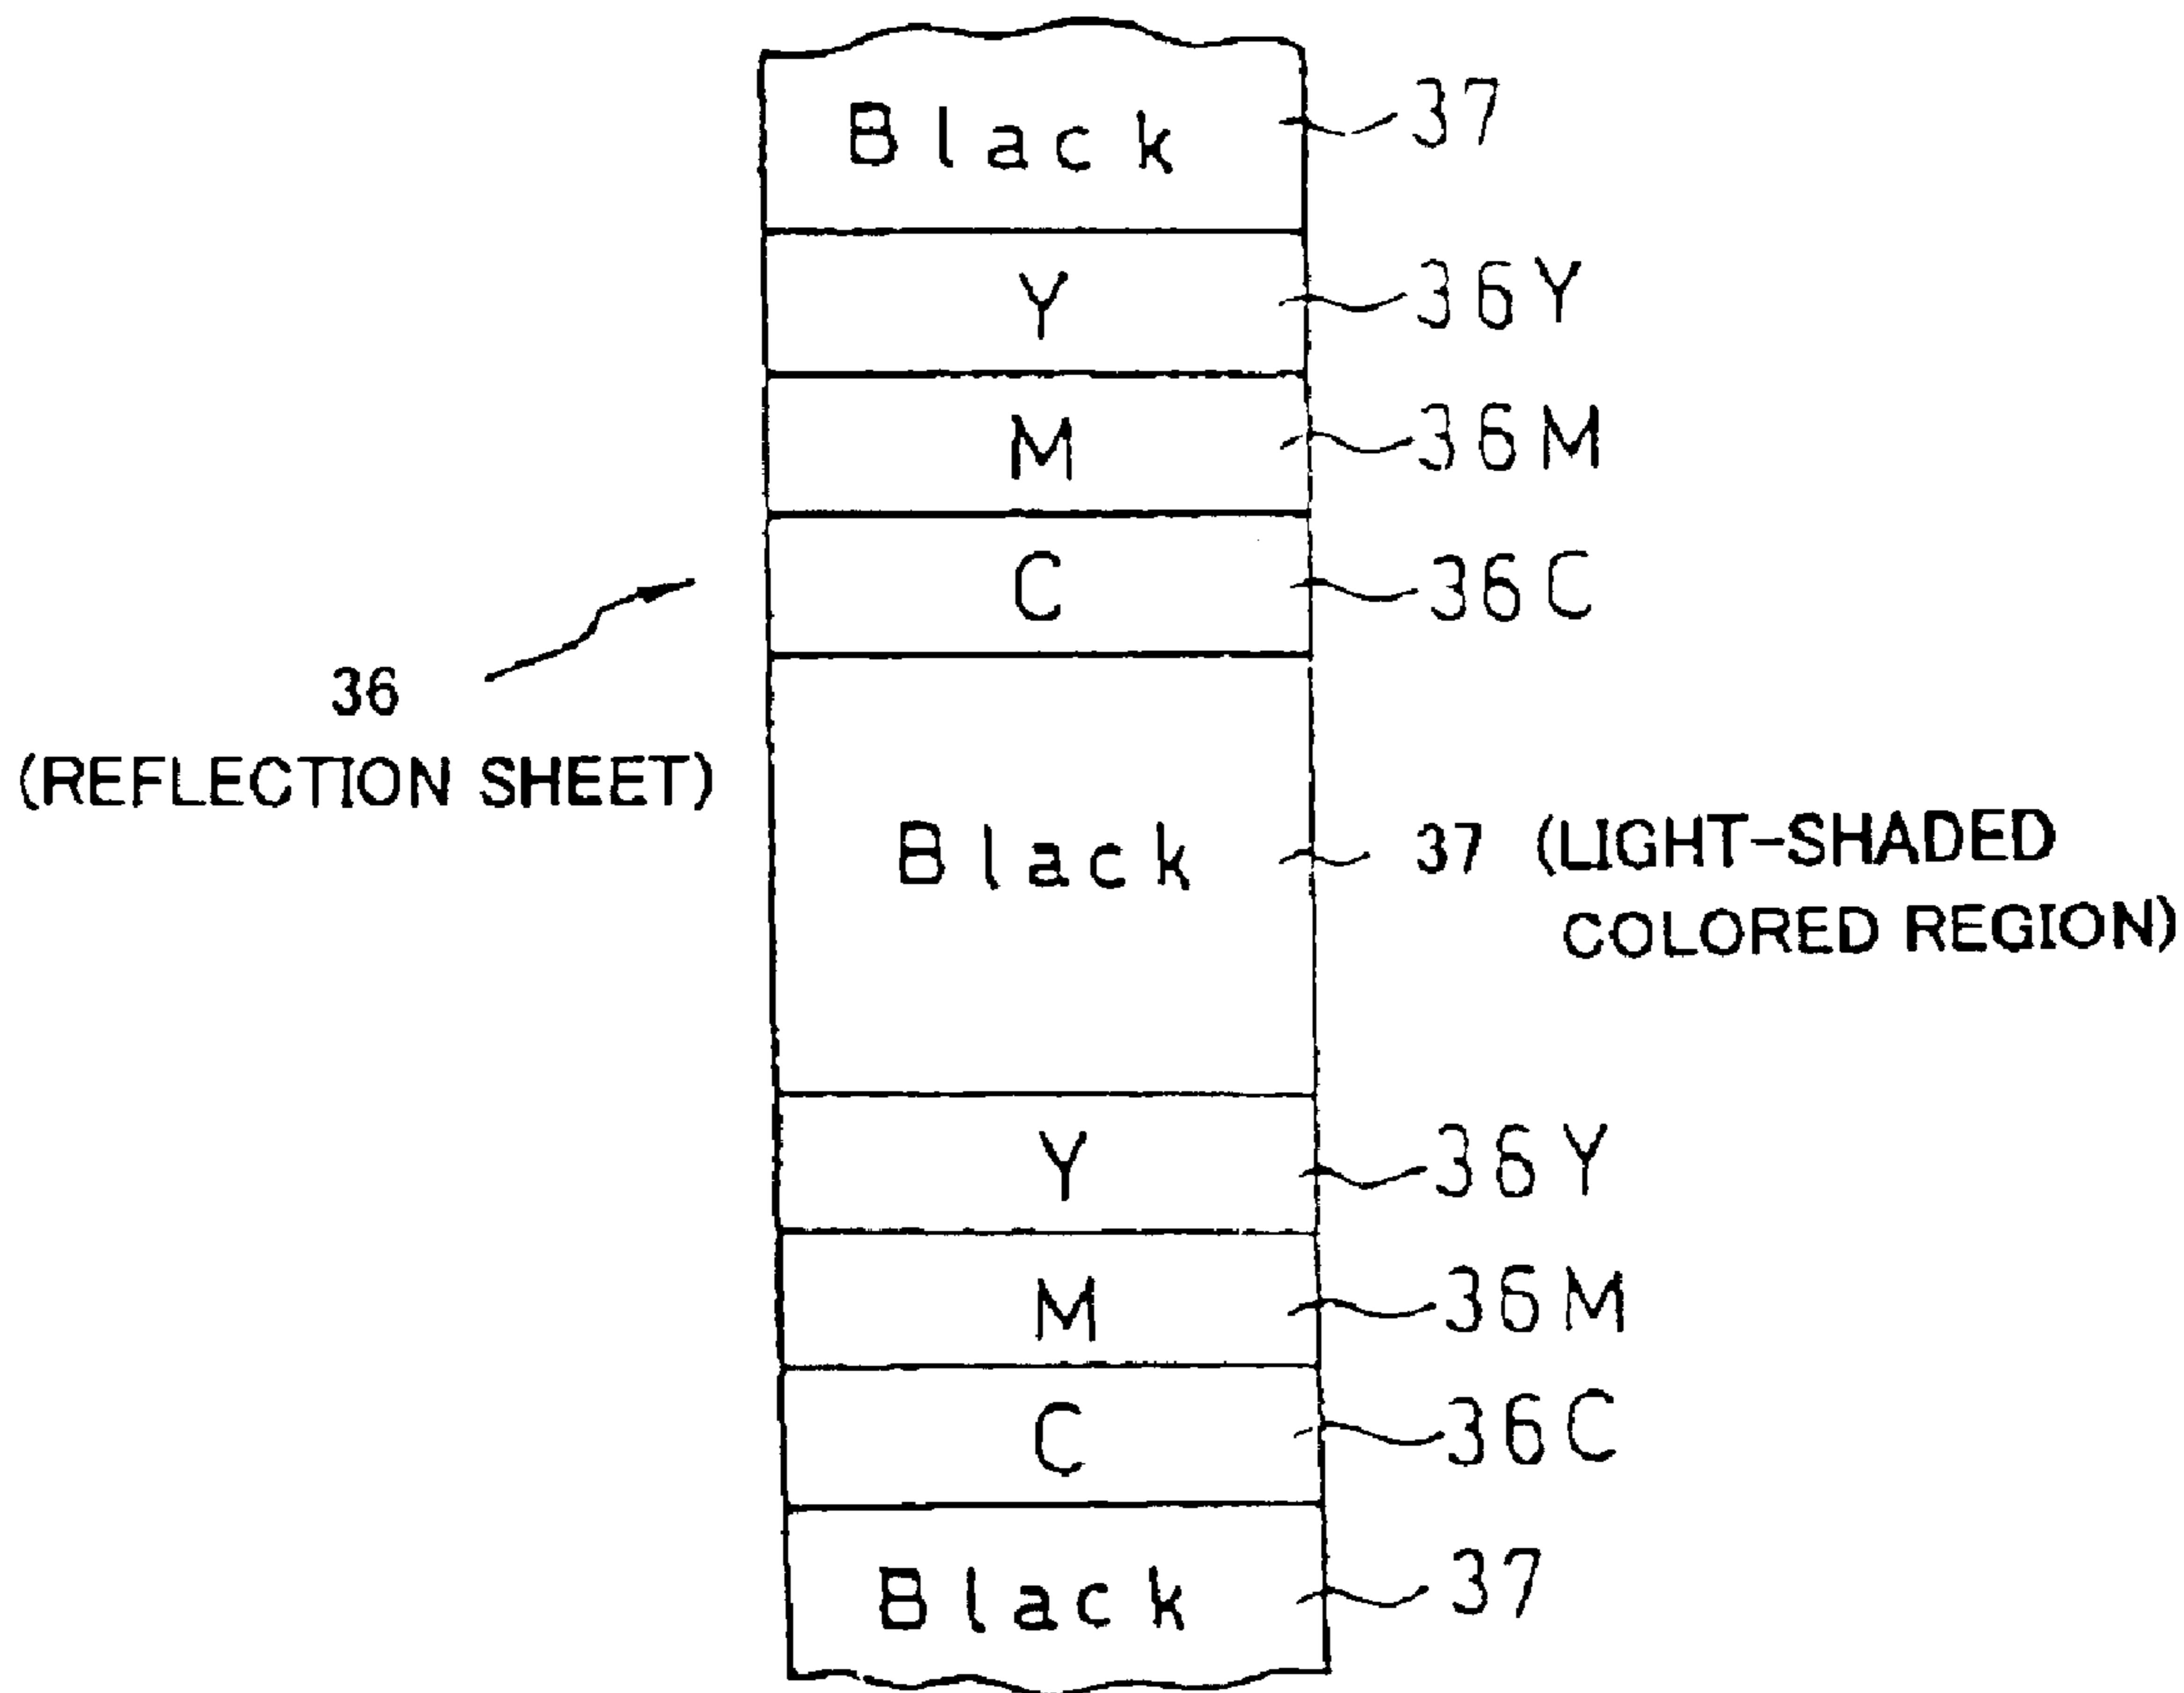 Black 37
Y 36Y
M 36M
C 36C
36
(REFLECTION SHEET)
Black 37 (LIGHT-SHADED
COLORED REGION)
Y 36Y
M 36M
C 36C
Black 37